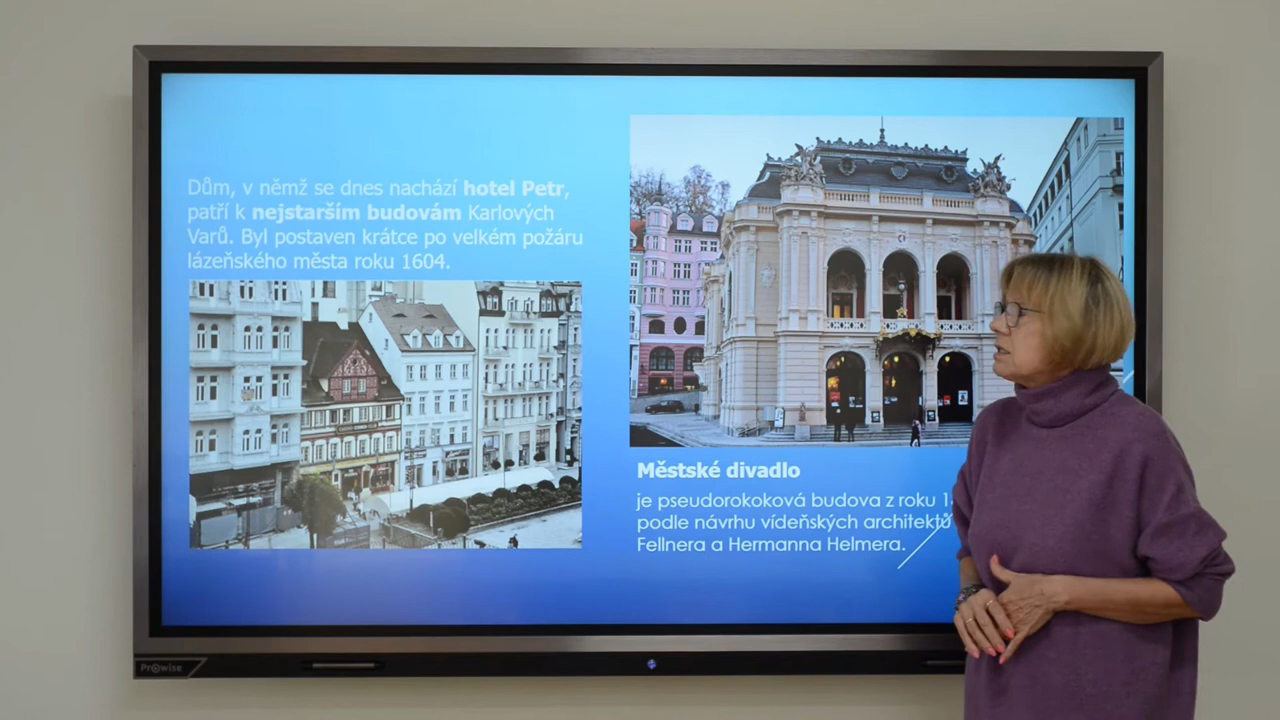 Dům, v němž se dnes nachází hotel Petr,
patří k nejstarším budovám Karlových
Varů. Byl postaven krátce po velkém požáru
lázeňského města roku 1604.
Městské divadlo
je pseudorokoková budova z roku
podle návrhu vídeňských architektů
Fellnera a Hermanna Helmera.
Prowise